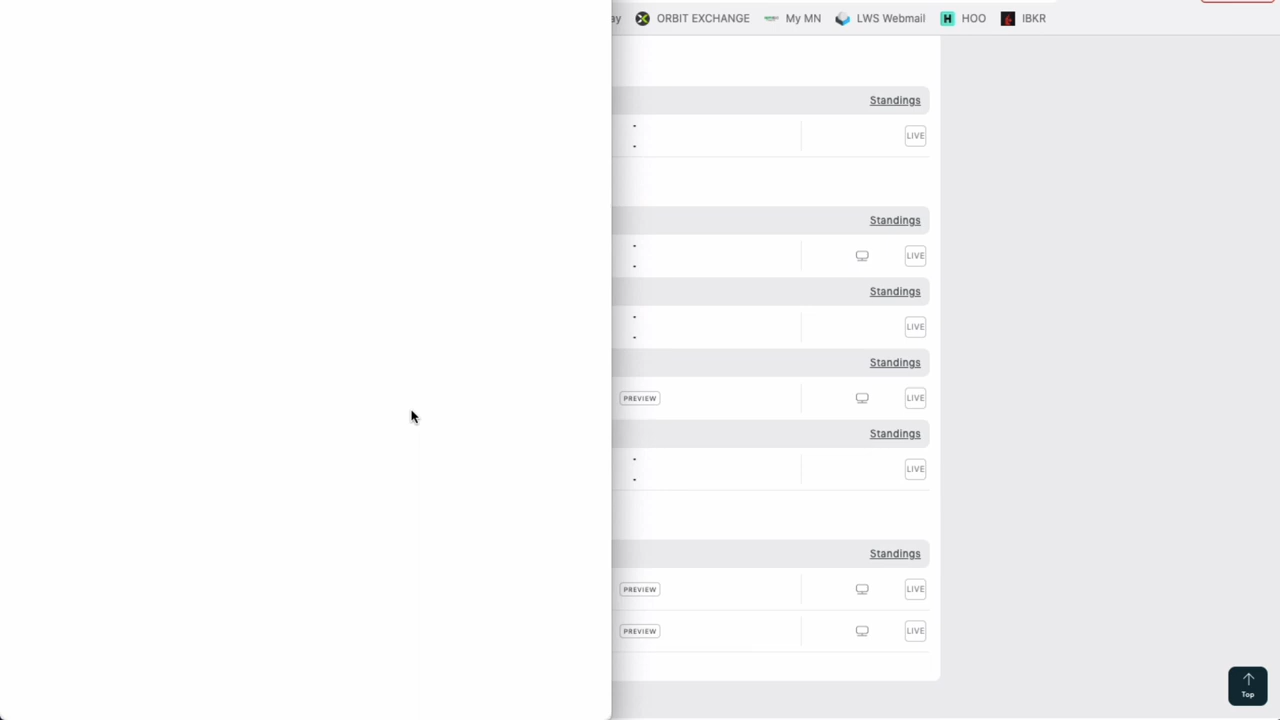 ay ORBIT EXCHANGE My MN LWS Webmail H HOO IBKR
Standings
LIVE
Standings
LIVE
Standings
LIVE
Standings
PREVIEW LIVE
Standings
LIVE
Standings
PREVIEW LIVE
PREVIEW LIVE
Top